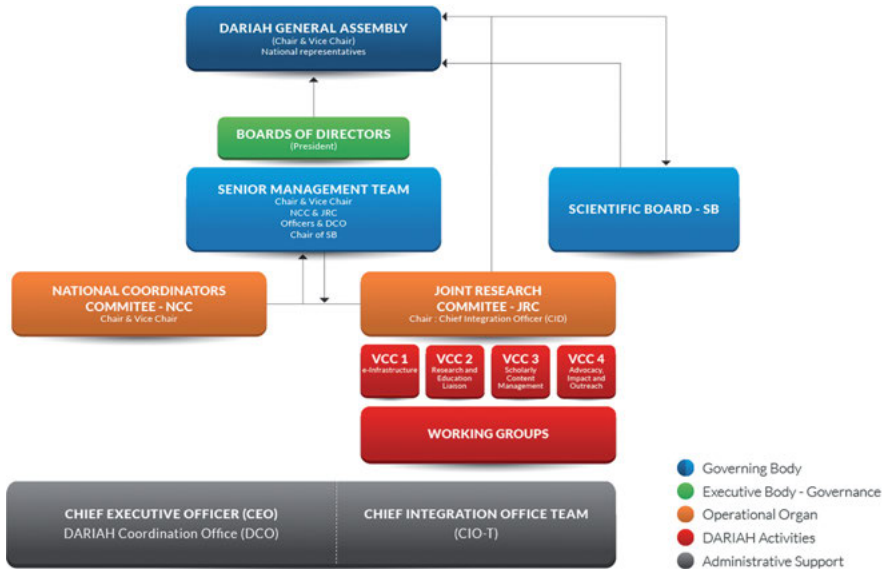 DARIAH GENERAL ASSEMBLY
(Chair & Vice Chair)
National representatives
BOARDS OF DIRECTORS
(President)
SENIOR MANAGEMENT TEAM
Chair & Vice Chair
NCC & JRC
Officers & DCO
Chair of SB
SCIENTIFIC BOARD - SB
NATIONAL COORDINATORS
COMMITEE - NCC
Chair & Vice Chair
JOINT RESEARCH
COMMITEE - JRC
Chair : Chief Integration Officer (CID)
VCC 1
e-Infrastructure
VCC 2
Research and
Education
Liaison
VCC 3
Scholarly
Content
Management
VCC 4
Advocacy,
Impact and
Outreach
WORKING GROUPS
CHIEF EXECUTIVE OFFICER (CEO)
DARIAH Coordination Office (DCO)
CHIEF INTEGRATION OFFICE TEAM
(CIO-T)
Governing Body
Executive Body - Governance
Operational Organ
DARIAH Activities
Administrative Support